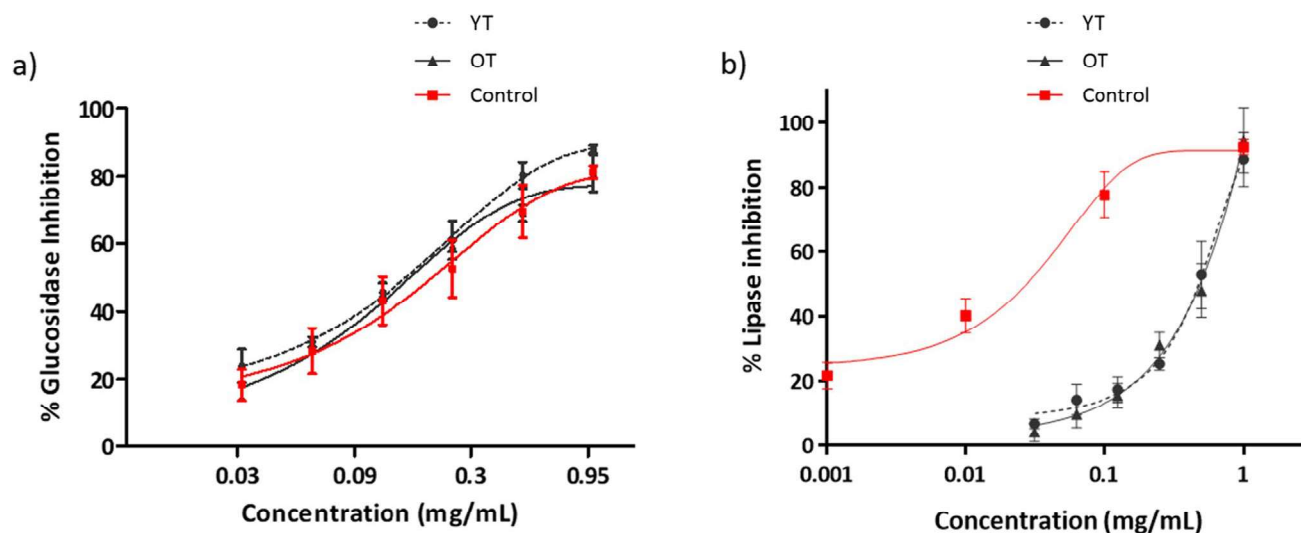 a)
YT
OT
Control
% Glucosidase Inhibition
100
80
60
40
20
0
0.03 0.09 0.3 0.95
Concentration (mg/mL)
b)
YT
OT
Control
% Lipase inhibition
100
80
60
40
20
0
0.001 0.01 0.1 1
Concentration (mg/mL)